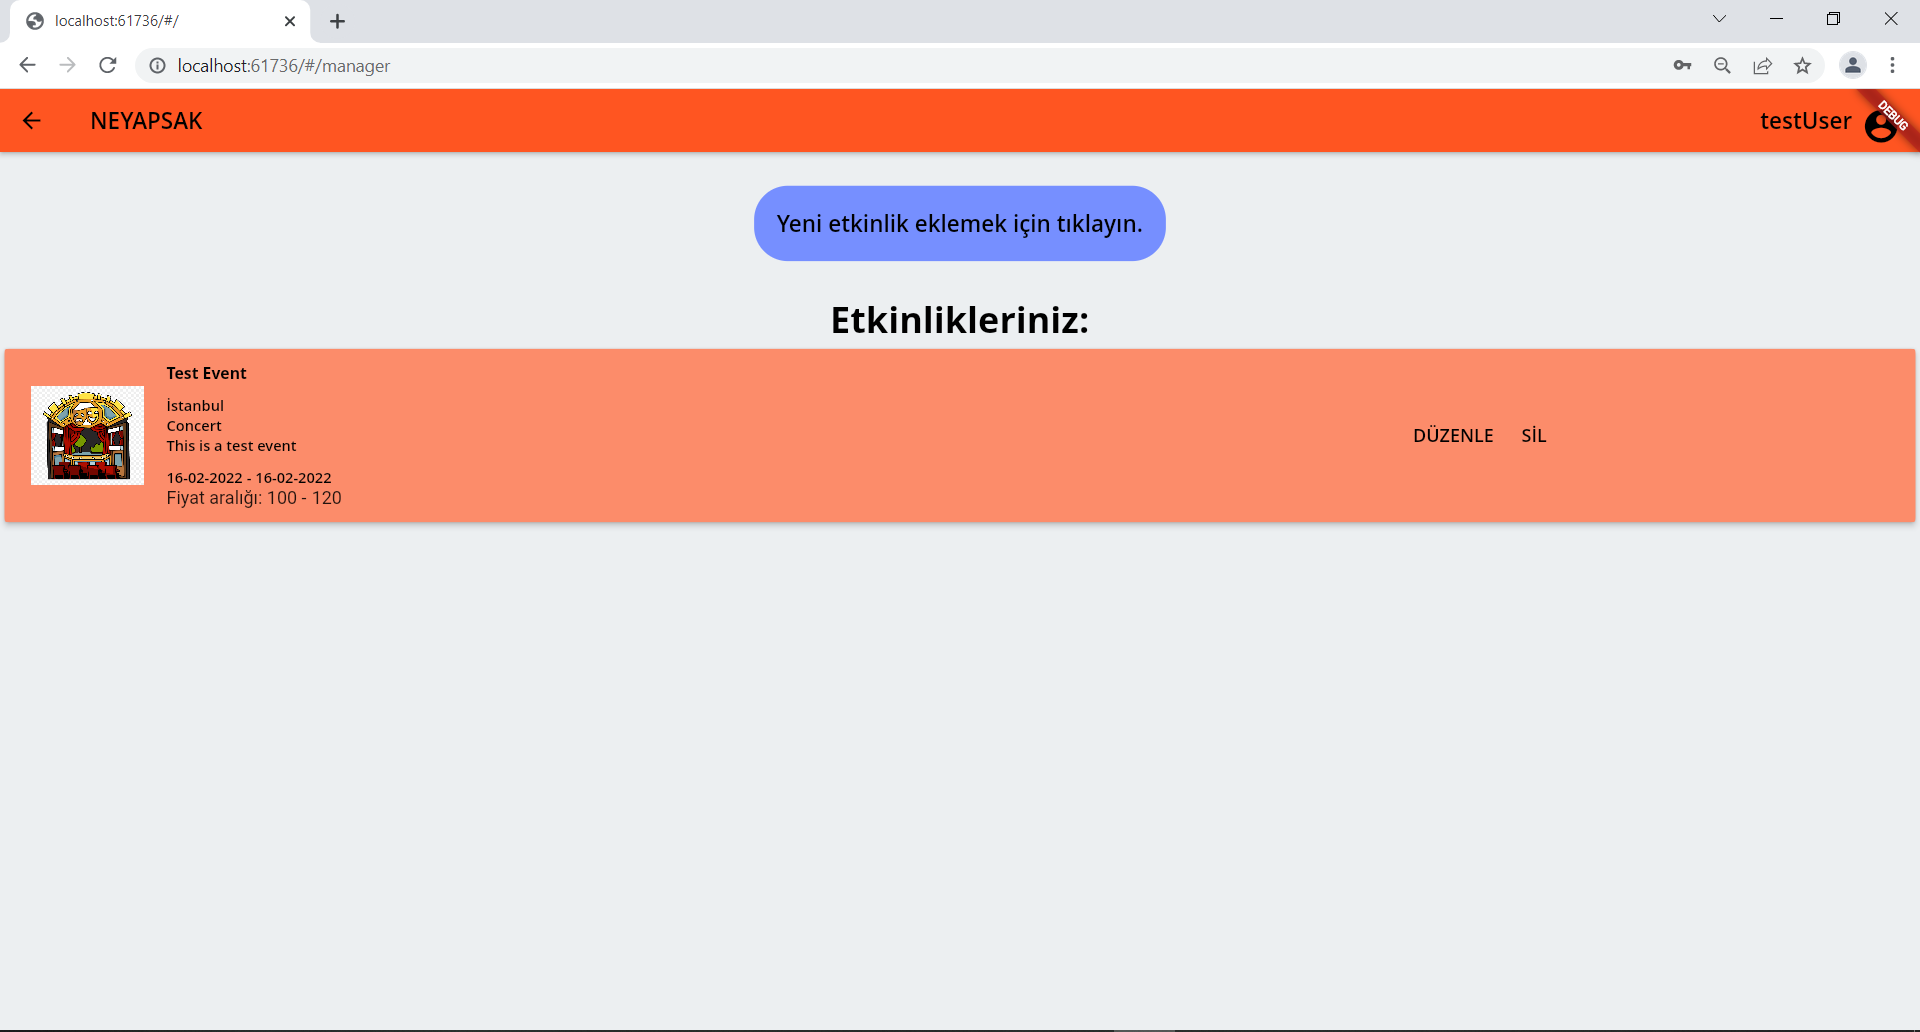 localhost:61736/#/
localhost:61736/#/manager
NEYAPSAK
testUser
DEBUG
Yeni etkinlik eklemek için tıklayın.
Etkinlikleriniz:
Test Event
İstanbul
Concert
This is a test event
16-02-2022 - 16-02-2022
Fiyat aralığı: 100 - 120
DÜZENLE SİL